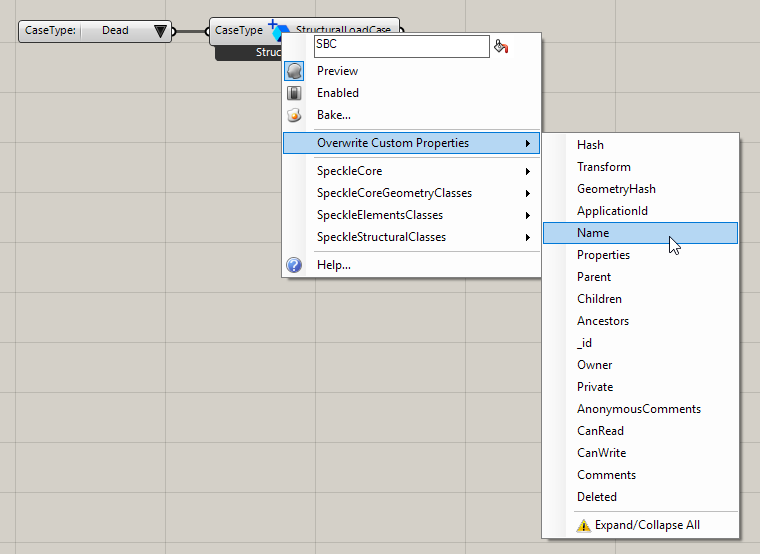 CaseType: Dead
CaseType StructuralLoadCase
Struc
SBC
Preview
Enabled
Bake...
Overwrite Custom Properties
SpeckleCore
SpeckleCoreGeometryClasses
SpeckleElementsClasses
SpeckleStructuralClasses
Help...
Hash
Transform
GeometryHash
ApplicationId
Name
Properties
Parent
Children
Ancestors
_id
Owner
Private
AnonymousComments
CanRead
CanWrite
Comments
Deleted
Expand/Collapse All